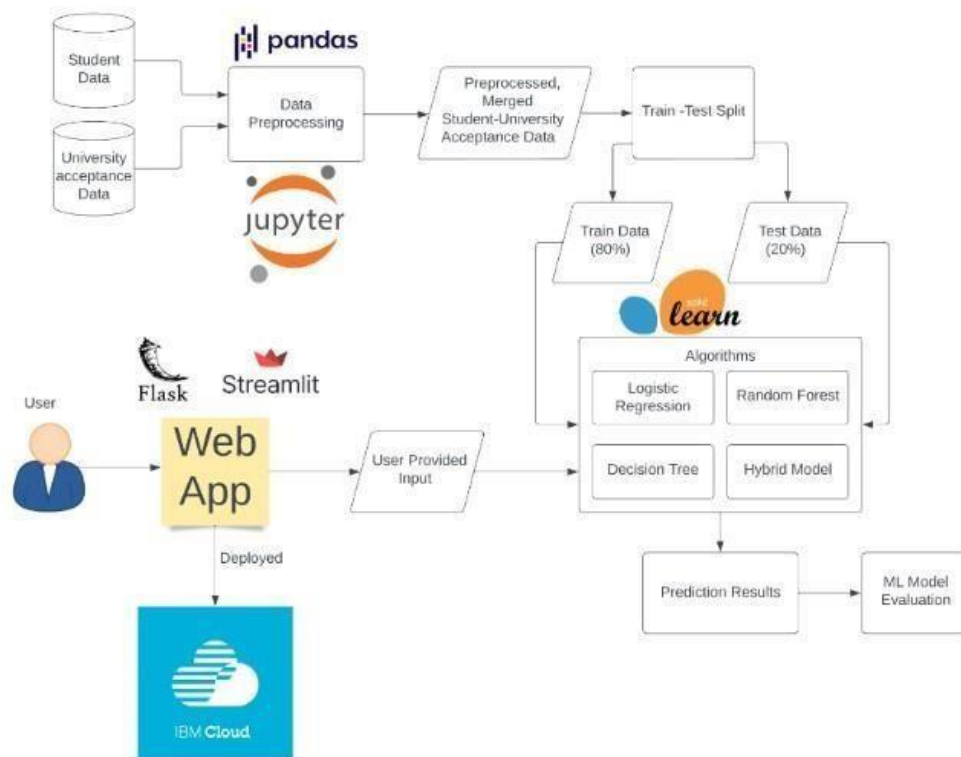 pandas
Student
Data
Data
Preprocessing
Preprocessed,
Merged
Student-University
Acceptance Data
Train -Test Split
University
acceptance
Data
jupyter
Train Data
(80%)
Test Data
(20%)
scikit
learn
Algorithms
Logistic
Regression
Random Forest
Decision Tree
Hybrid Model
Flask
Streamlit
User
Web
App
User Provided
Input
Deployed
Prediction Results
ML Model
Evaluation
IBM Cloud